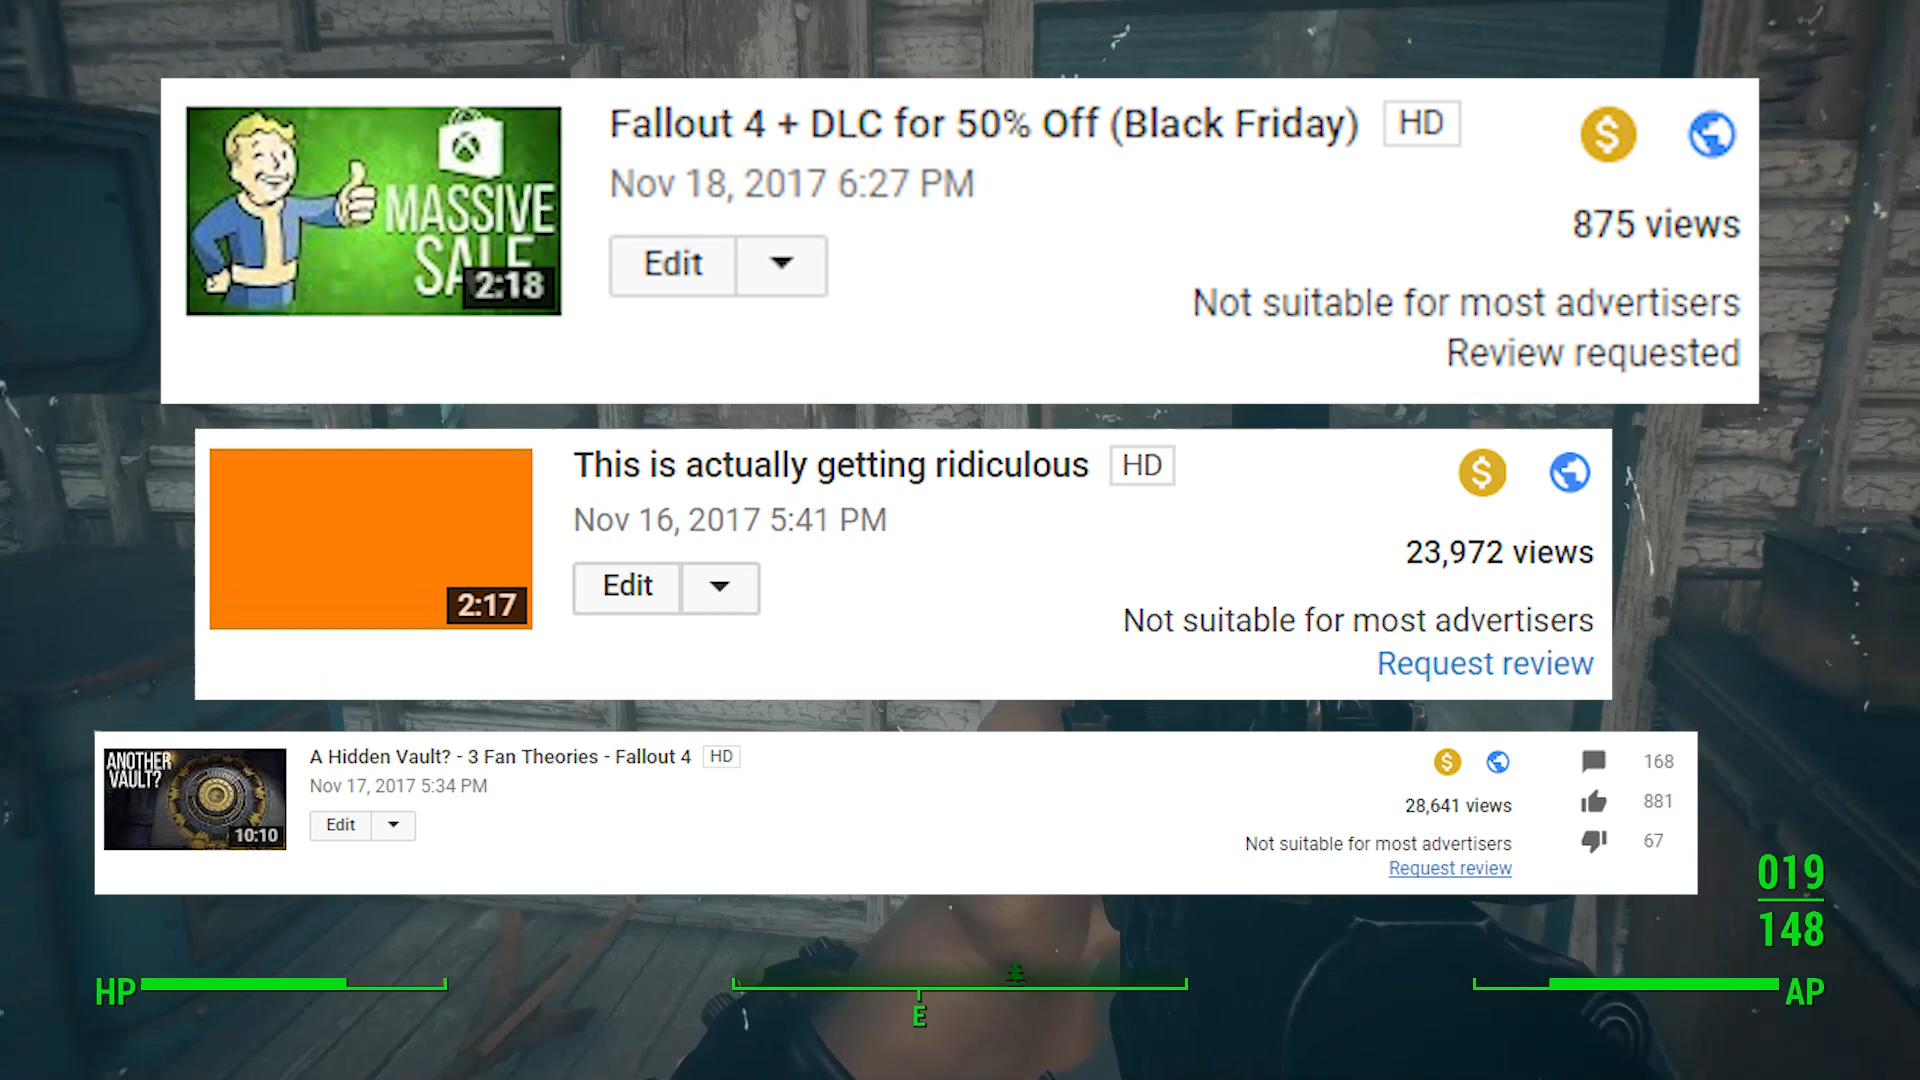 MASSIVE
SALE
2:18
Fallout 4 + DLC for 50% Off (Black Friday) HD
Nov 18, 2017 6:27 PM
Edit
875 views
Not suitable for most advertisers
Review requested
2:17
This is actually getting ridiculous HD
Nov 16, 2017 5:41 PM
Edit
23,972 views
Not suitable for most advertisers
Request review
ANOTHER
VAULT?
10:10
A Hidden Vault? - 3 Fan Theories - Fallout 4 HD
Nov 17, 2017 5:34 PM
Edit
28,641 views
Not suitable for most advertisers
Request review
168
881
67
019
148
HP
E
AP